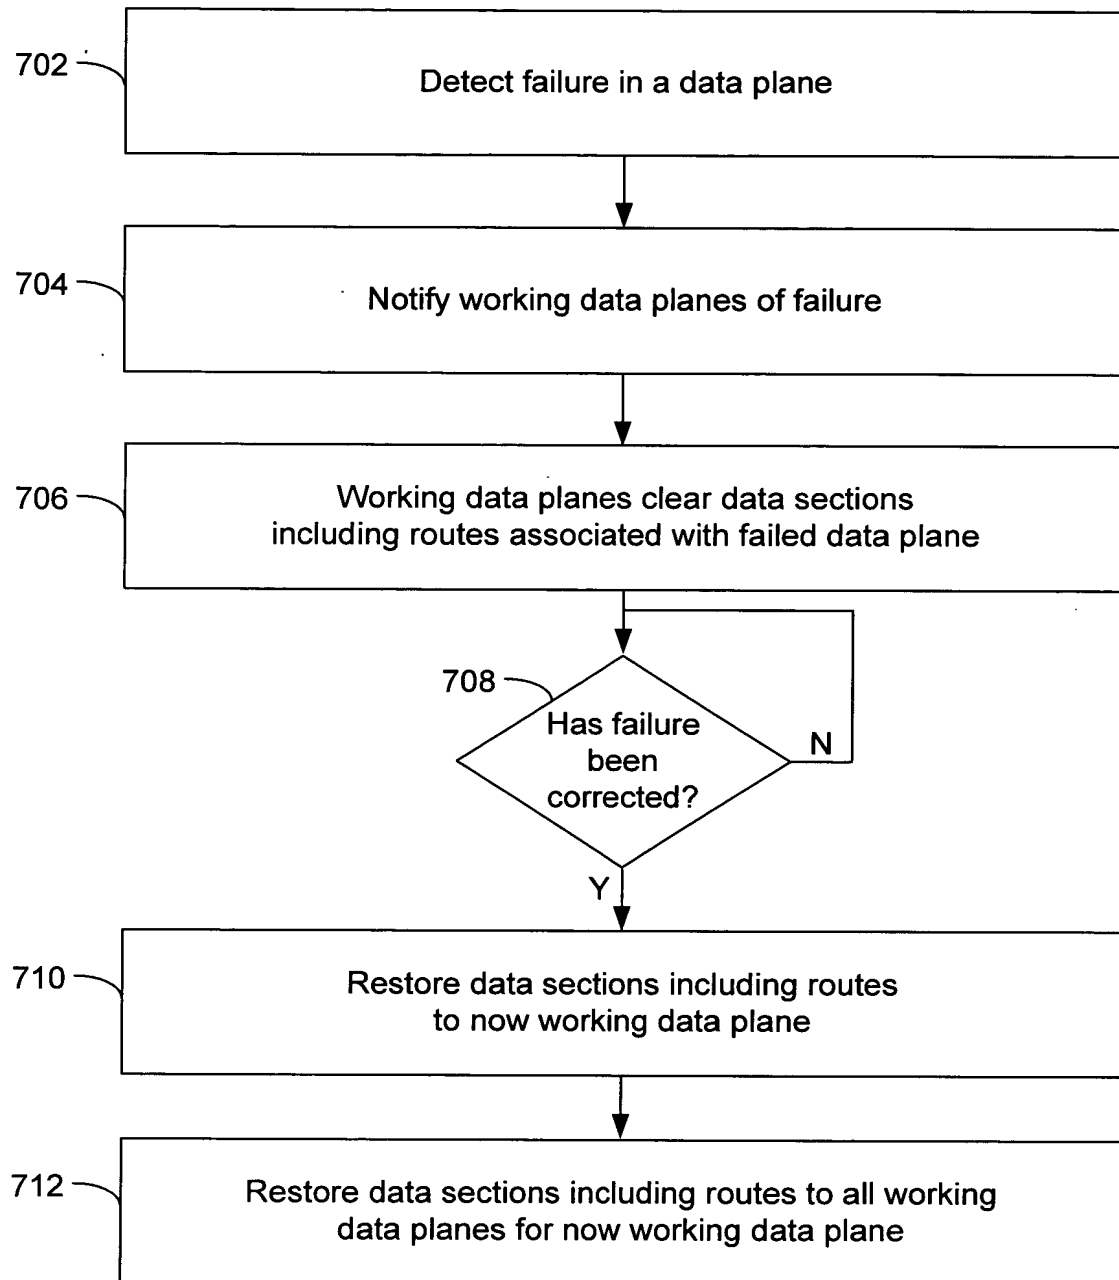 702
Detect failure in a data plane
704
Notify working data planes of failure
706
Working data planes clear data sections
including routes associated with failed data plane
708
Has failure
been
corrected?
N
Y
710
Restore data sections including routes
to now working data plane
712
Restore data sections including routes to all working
data planes for now working data plane